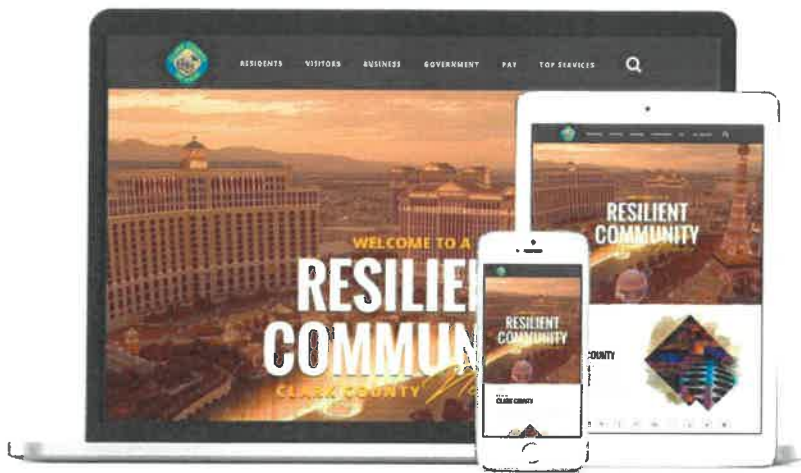 RESIDENTS VISITORS BUSINESS GOVERNMENT PAY TOP SERVICES
WELCOME TO A
RESILIE
COMMUN
CLARK COUNTY
RESILIENT
COMMUNITY
COUNTY
RESILIENT
COMMUNITY
CLARK COUNTY